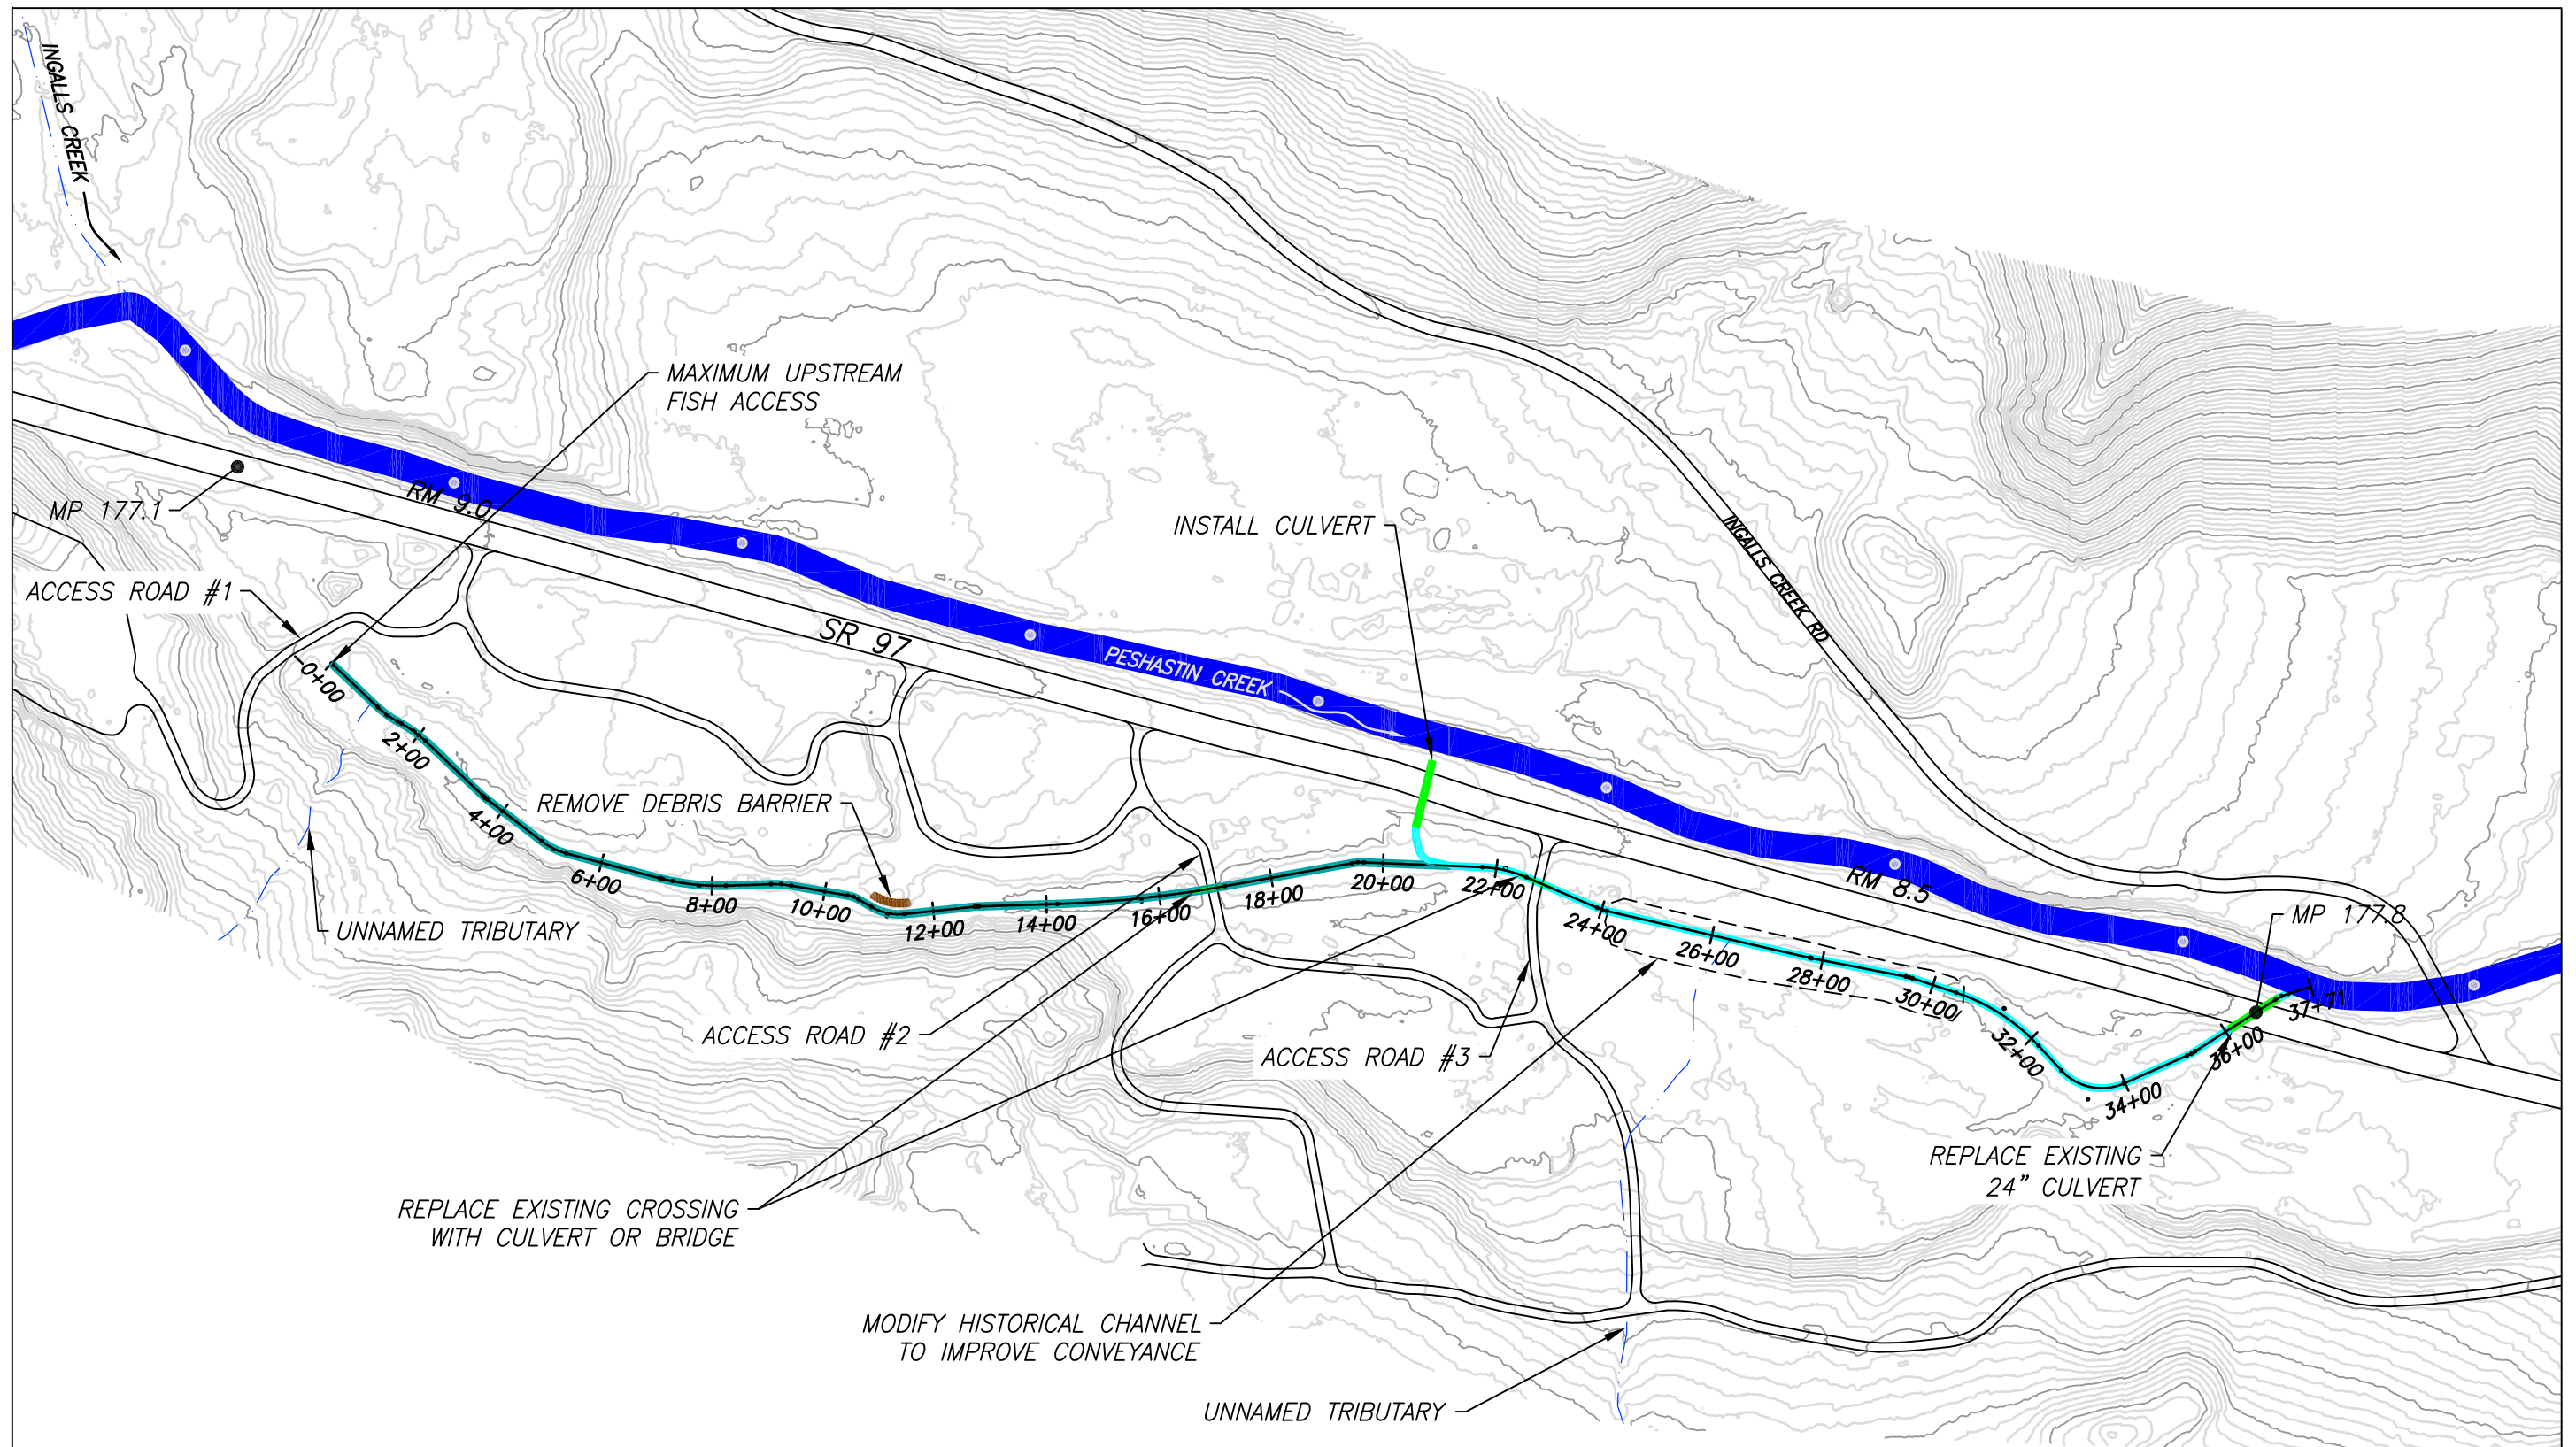 INGALLS CREEK
MAXIMUM UPSTREAM
FISH ACCESS
MP 177.1
RM 9.0
INSTALL CULVERT
INGALLS CREEK RD
ACCESS ROAD #1
SR 97
PESHASTIN CREEK
0+00
2+00
4+00
6+00
8+00
10+00
12+00
14+00
16+00
18+00
20+00
22+00
24+00
26+00
28+00
30+00
32+00
34+00
36+00
37+71
REMOVE DEBRIS BARRIER
RM 8.5
MP 177.8
UNNAMED TRIBUTARY
ACCESS ROAD #2
ACCESS ROAD #3
REPLACE EXISTING
24" CULVERT
REPLACE EXISTING CROSSING
WITH CULVERT OR BRIDGE
MODIFY HISTORICAL CHANNEL
TO IMPROVE CONVEYANCE
UNNAMED TRIBUTARY